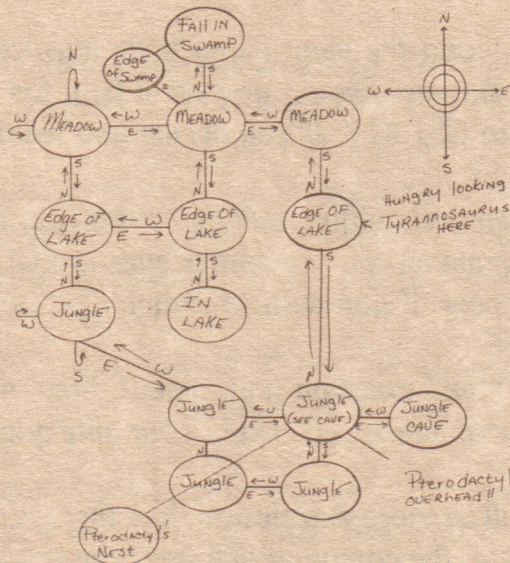 N
FALL IN
SWAMP
Edge
of Swamp
S
N
S
N
W
E
S
W
MEADOW
W
E
MEADOW
W
E
MEADOW
S
N
S
N
S
N
Edge OF
LAKE
W
E
Edge OF
LAKE
Edge OF
LAKE
HUNGRY LOOKING
TYRANNOSAURUS
HERE
S
N
S
N
S
W
JUNGLE
IN
LAKE
S
E
W
N
JUNGLE
W
E
JUNGLE
(SEE CAVE)
W
E
JUNGLE
CAVE
N
N
S
JUNGLE
W
E
JUNGLE
PTERODACTYL
OVERHEAD!!
PTERODACTYL'S
NEST